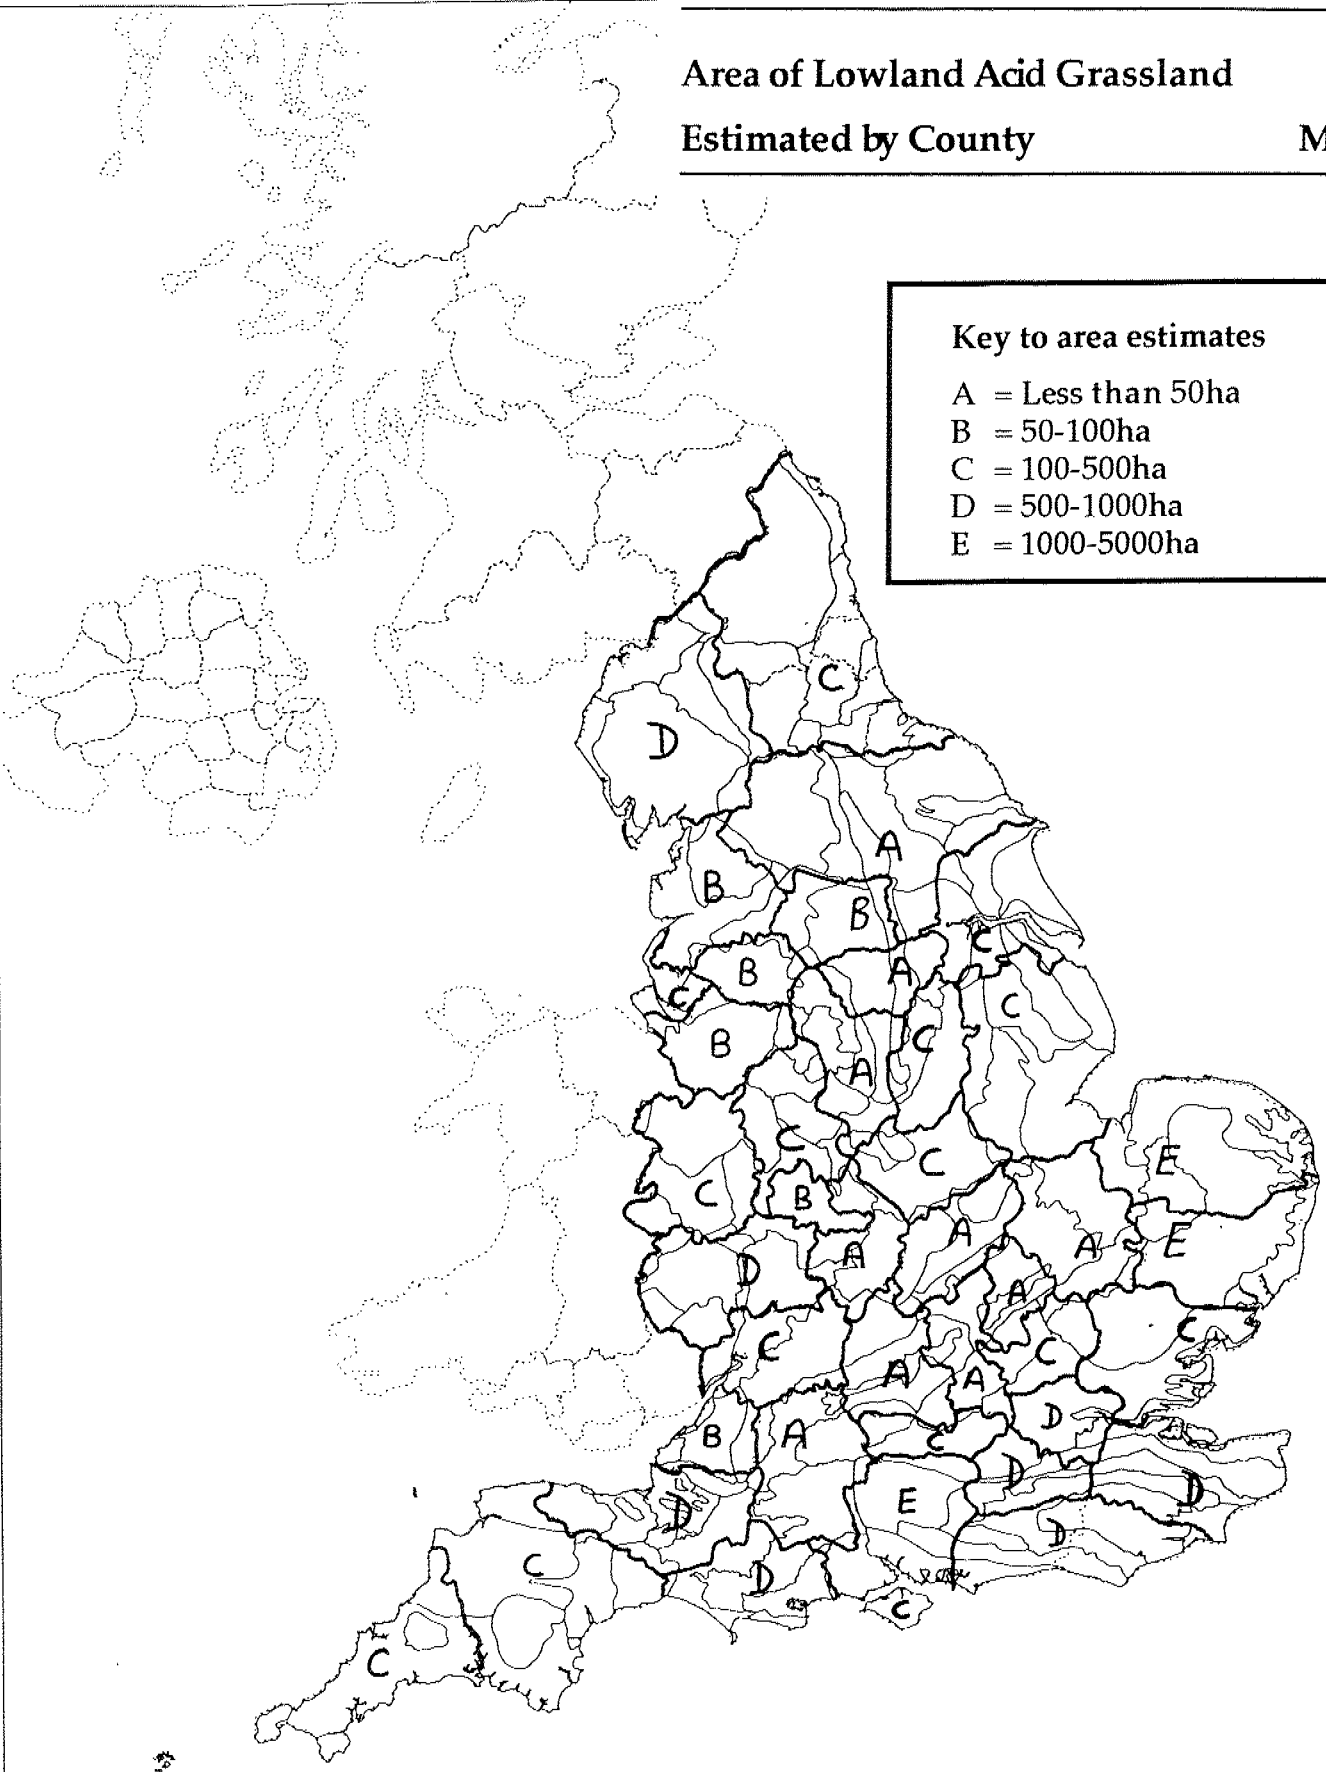 Area of Lowland Acid Grassland
Estimated by County M
Key to area estimates
A = Less than 50ha
B = 50-100ha
C = 100-500ha
D = 500-1000ha
E = 1000-5000ha
C
D
A
B
B
C
B
A
C
C
B
C
A
C
C
C
E
C
B
A
E
A
D
A
A
C
C
C
A
A
D
B
A
C
D
D
E
D
D
C
D
C
C